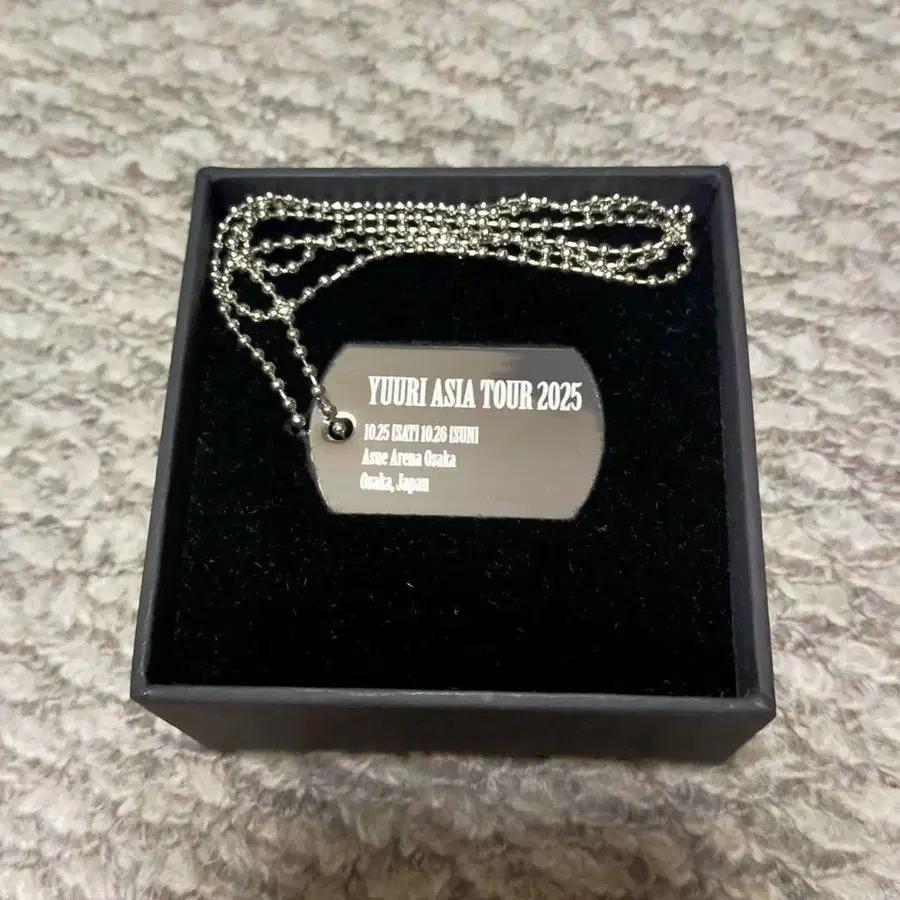 YUURI ASIA TOUR 2025
10.25 [SAT] 10.26 [SUN]
Asue Arena Osaka
Osaka, Japan